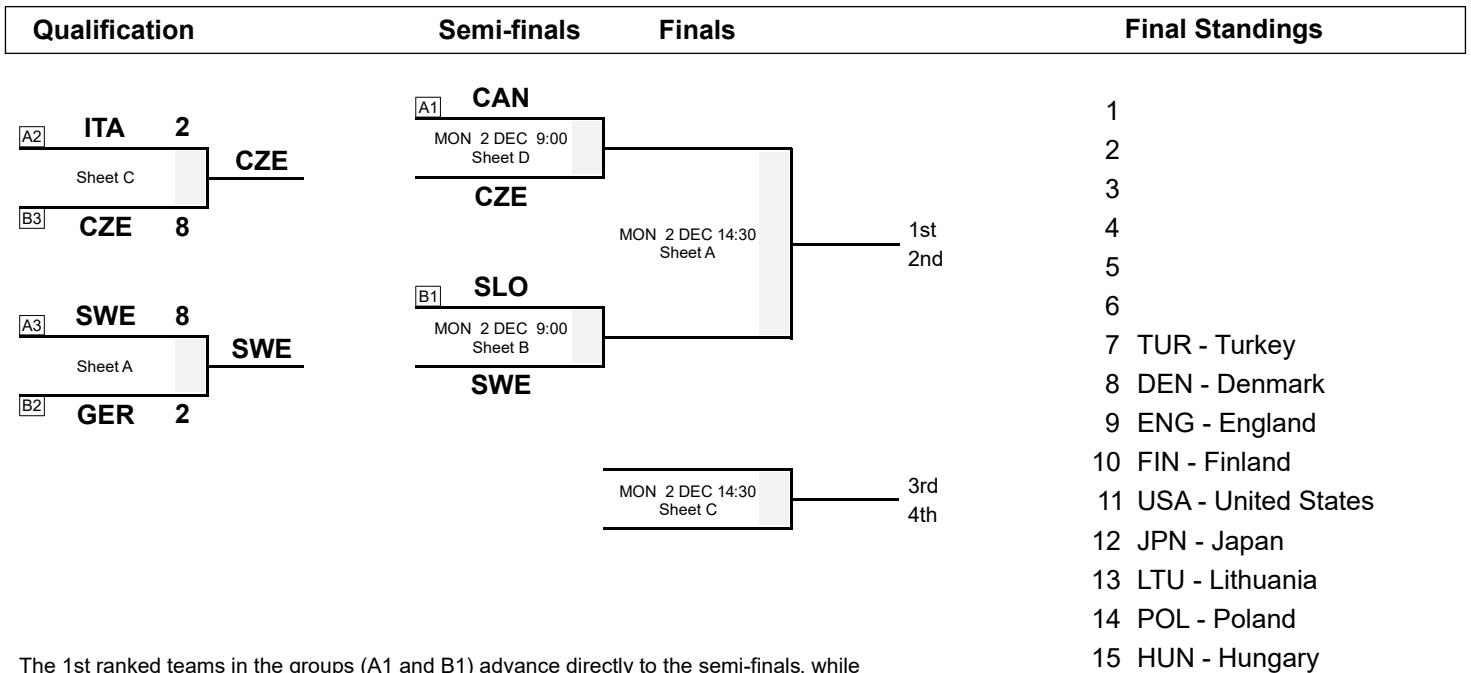 Qualification Semi-finals Finals Final Standings
A2 ITA 2
Sheet C
B3 CZE 8
CZE
A3 SWE 8
Sheet A
B2 GER 2
SWE
A1 CAN
MON 2 DEC 9:00
Sheet D
CZE
B1 SLO
MON 2 DEC 9:00
Sheet B
SWE
MON 2 DEC 14:30
Sheet A
1st
2nd
MON 2 DEC 14:30
Sheet C
3rd
4th
1
2
3
4
5
6
7 TUR - Turkey
8 DEN - Denmark
9 ENG - England
10 FIN - Finland
11 USA - United States
12 JPN - Japan
13 LTU - Lithuania
14 POL - Poland
15 HUN - Hungary
The 1st ranked teams in the groups (A1 and B1) advance directly to the semi-finals, while